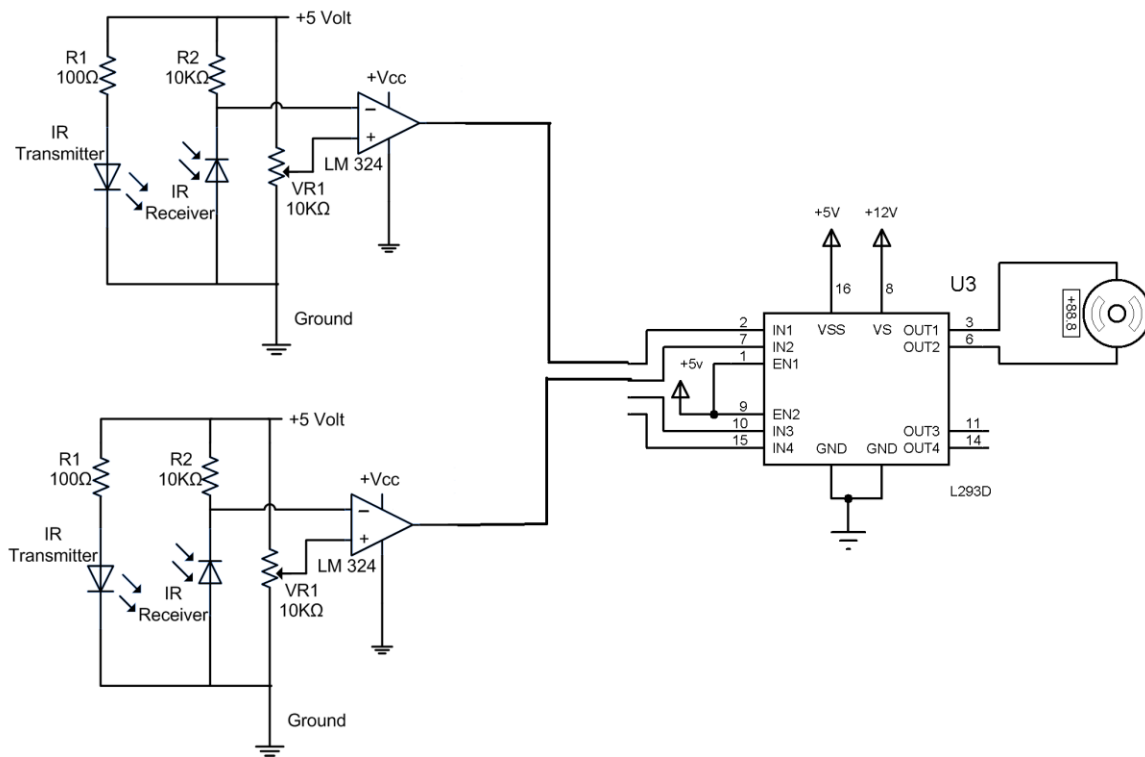 +5 Volt
R1
100Ω
R2
10KΩ
+Vcc
IR
Transmitter
IR
Receiver
−
+
LM 324
VR1
10KΩ
Ground
+5V
+12V
16
8
U3
2
7
1
IN1
IN2
EN1
VSS
VS
OUT1
OUT2
3
6
+88.8
+5v
9
10
15
EN2
IN3
IN4
GND
GND
OUT3
OUT4
11
14
L293D
+5 Volt
R1
100Ω
R2
10KΩ
+Vcc
IR
Transmitter
IR
Receiver
−
+
LM 324
VR1
10KΩ
Ground